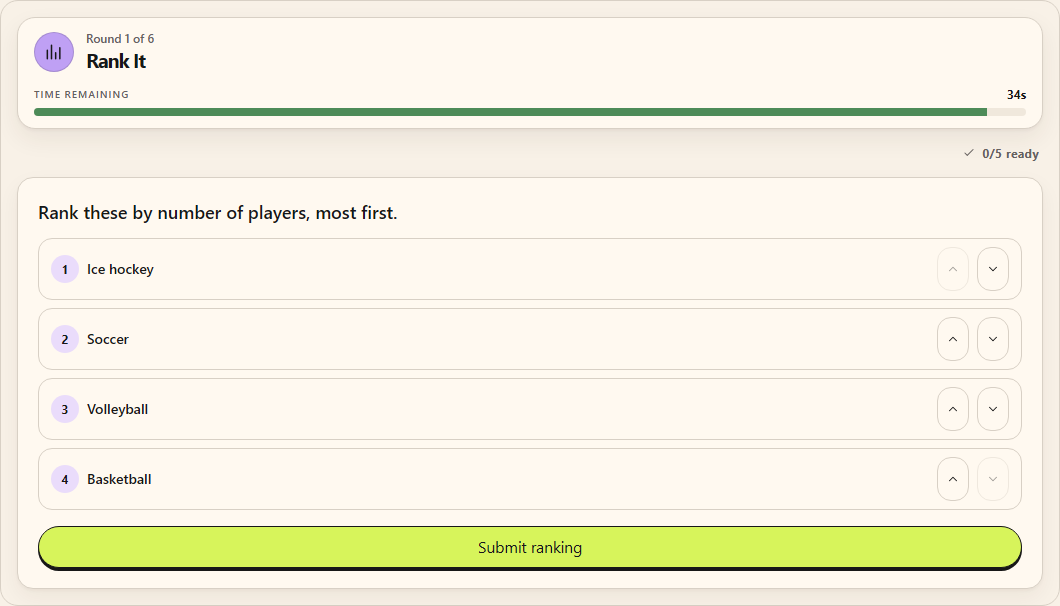 Round 1 of 6
Rank It
TIME REMAINING
34s
0/5 ready
Rank these by number of players, most first.
1 Ice hockey
2 Soccer
3 Volleyball
4 Basketball
Submit ranking